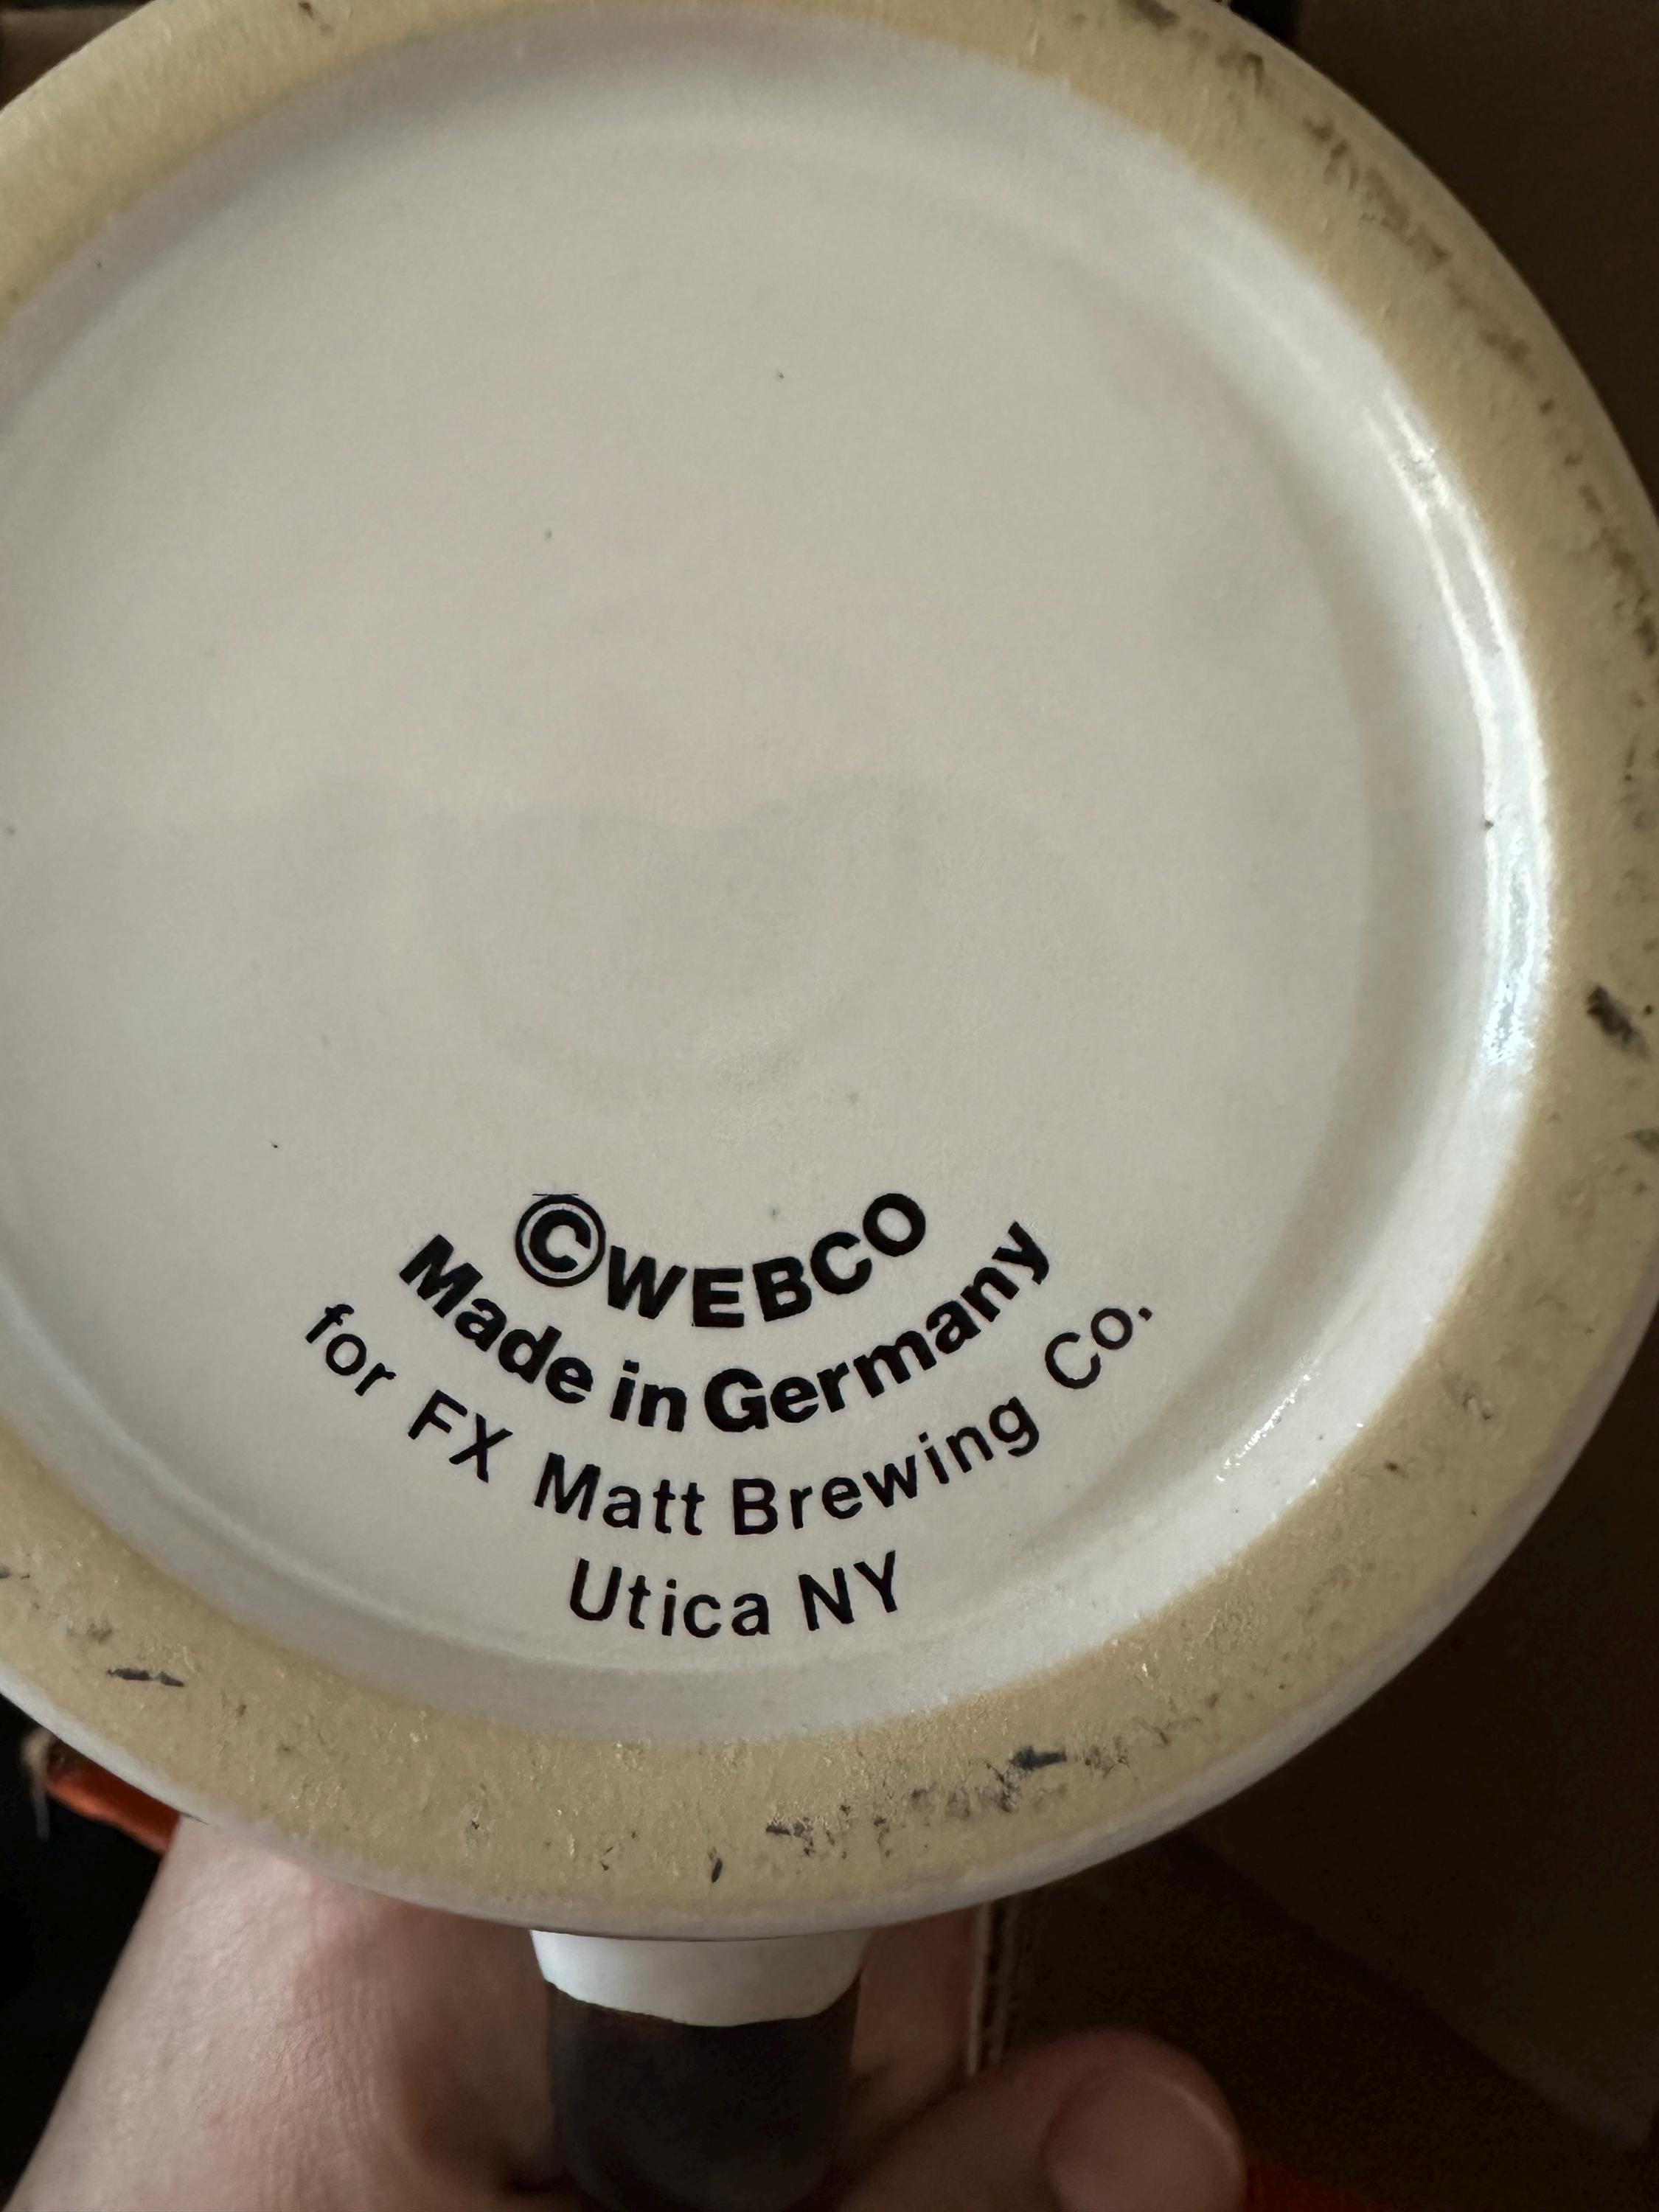 ©WEBCO
Made in Germany
for FX Matt Brewing Co.
Utica NY